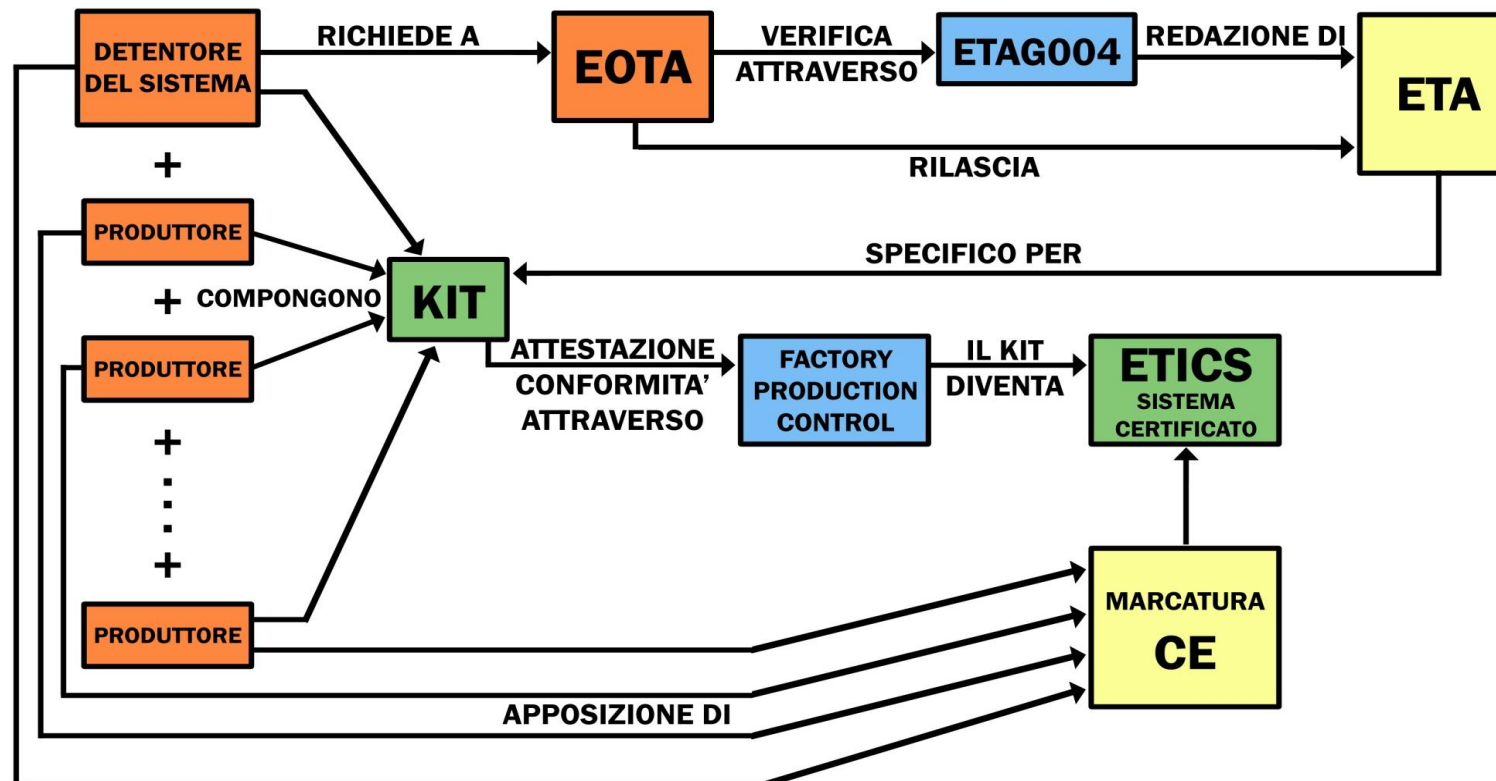 DETENTORE
DEL SISTEMA
RICHIEDE A
EOTA
VERIFICA
ATTRAVERSO
ETAG004
REDAZIONE DI
ETA
RILASCIA
+
PRODUTTORE
SPECIFICO PER
+
COMPONGONO
KIT
PRODUTTORE
ATTESTAZIONE
CONFORMITA'
ATTRAVERSO
FACTORY
PRODUCTION
CONTROL
IL KIT
DIVENTA
ETICS
SISTEMA
CERTIFICATO
+
+
PRODUTTORE
MARCATURA
CE
APPOSIZIONE DI